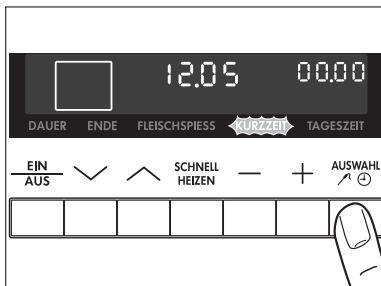 12.05 00.00
DAUER ENDE FLEISCHSPIESS KURZZEIT TAGESZEIT
EIN AUS SCHNELL HEIZEN − + AUSWAHL